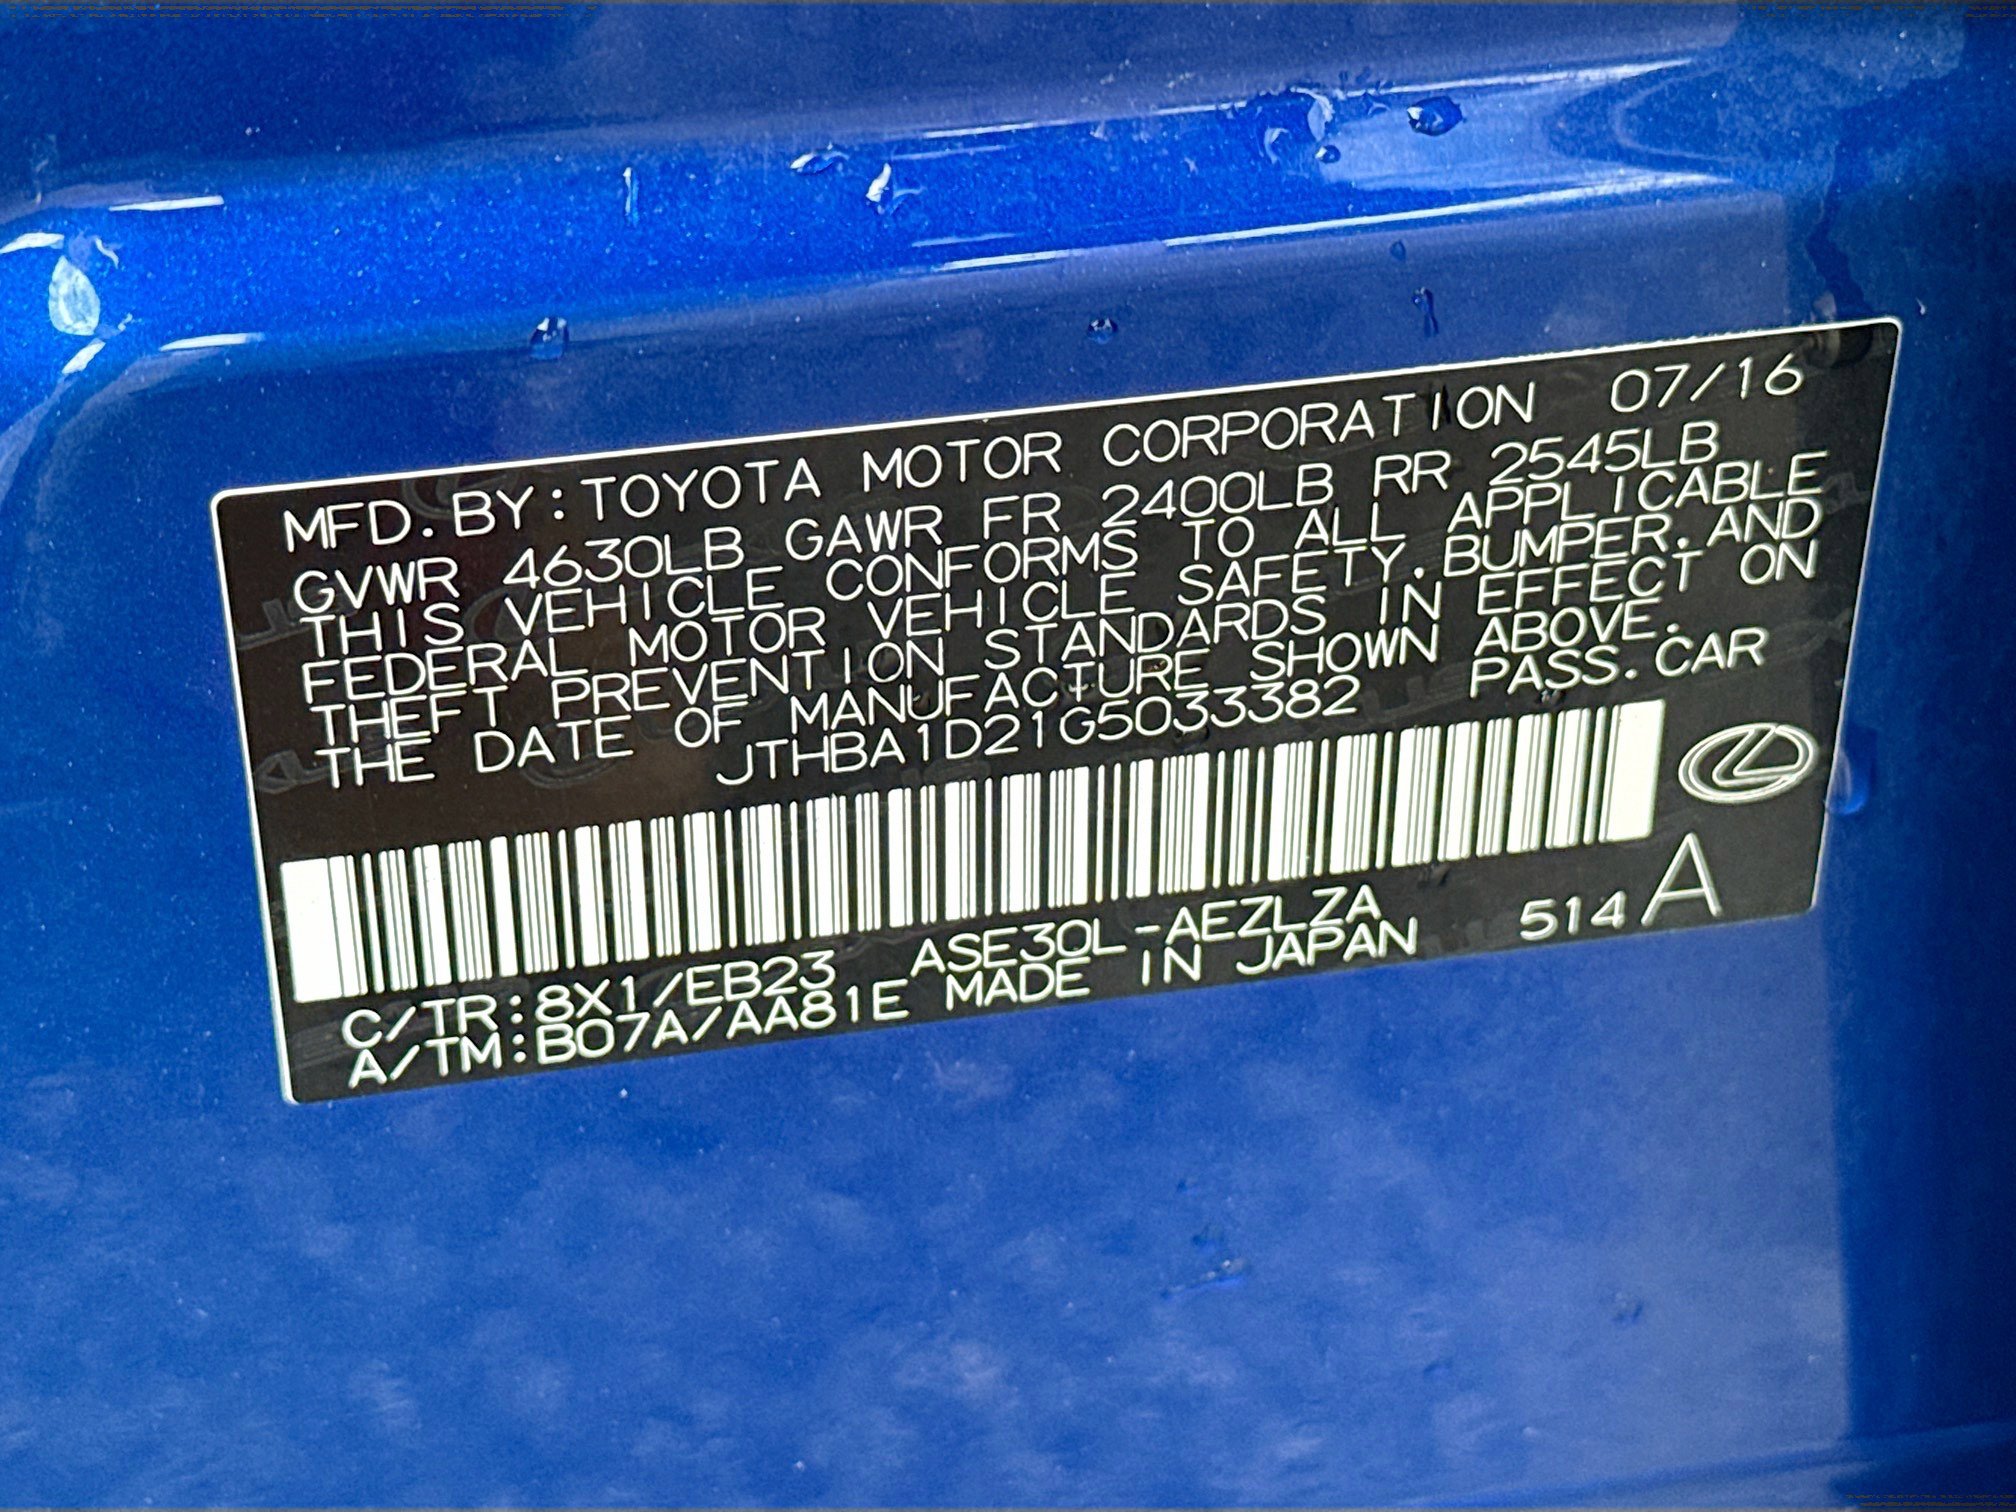 MFD. BY: TOYOTA MOTOR CORPORATION 07/16
GVWR 4630LB GAWR FR 2400LB RR 2545LB
THIS VEHICLE CONFORMS TO ALL APPLICABLE
FEDERAL MOTOR VEHICLE SAFETY, BUMPER, AND
THEFT PREVENTION STANDARDS IN EFFECT ON
THE DATE OF MANUFACTURE SHOWN ABOVE.
JTHBA1D21G5033382 PASS. CAR
C/TR: 8X1/EB23 ASE30L-AEZLZA 514 A
A/TM: B07A/AA81E MADE IN JAPAN